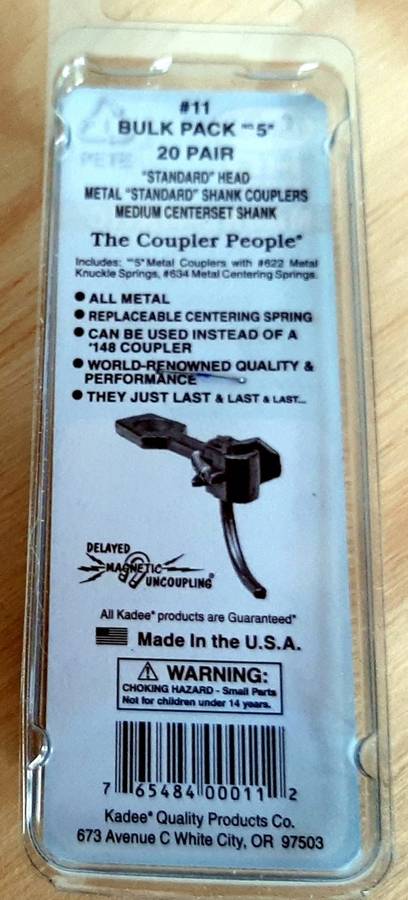 #11
BULK PACK "5"
20 PAIR
"STANDARD" HEAD
METAL "STANDARD" SHANK COUPLERS
MEDIUM CENTERSET SHANK
The Coupler People®
Includes: "5" Metal Couplers with #622 Metal
Knuckle Springs, #634 Metal Centering Springs.
● ALL METAL
● REPLACEABLE CENTERING SPRING
● CAN BE USED INSTEAD OF A
"148 COUPLER
● WORLD-RENOWNED QUALITY &
PERFORMANCE
● THEY JUST LAST & LAST & LAST...
DELAYED
MAGNETIC
UNCOUPLING®
All Kadee® products are Guaranteed®
Made In the U.S.A.
⚠ WARNING:
CHOKING HAZARD - Small Parts
Not for children under 14 years.
7 65484 00011 2
Kadee® Quality Products Co.
673 Avenue C White City, OR 97503
PETE